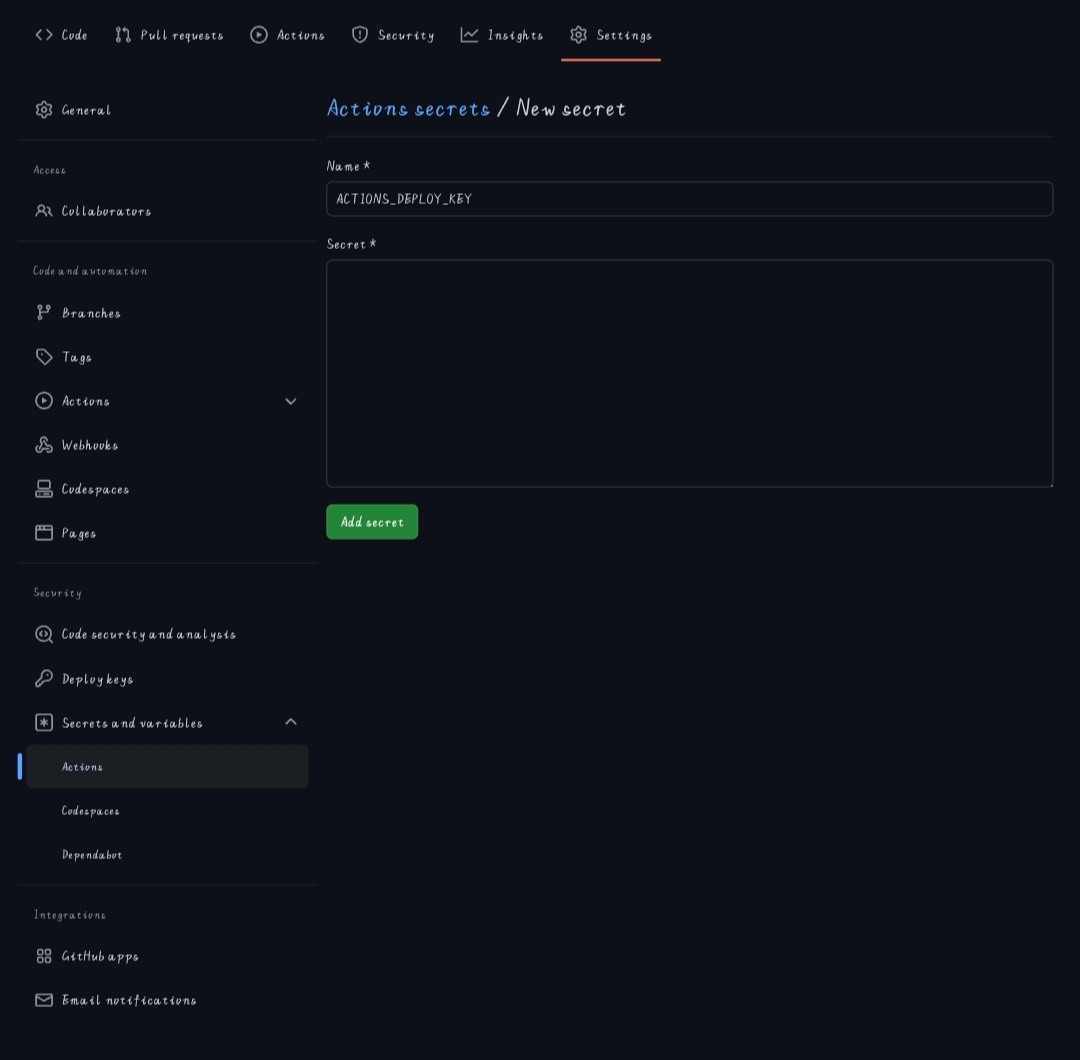 Code Pull requests Actions Security Insights Settings
General
Access
Collaborators
Code and automation
Branches
Tags
Actions
Webhooks
Codespaces
Pages
Security
Code security and analysis
Deploy keys
Secrets and variables
Actions
Codespaces
Dependabot
Integrations
GitHub apps
Email notifications
Actions secrets / New secret
Name *
ACTIONS_DEPLOY_KEY
Secret *
Add secret